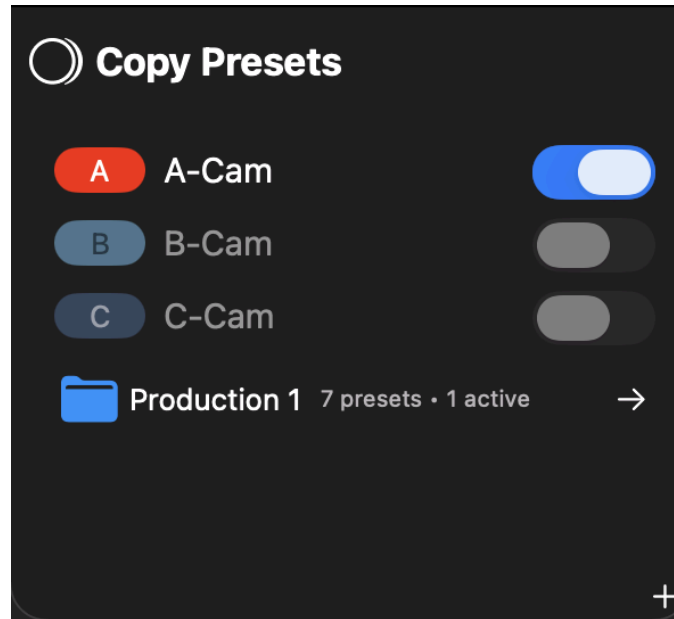 Copy Presets
A A-Cam
B B-Cam
C C-Cam
Production 1 7 presets • 1 active